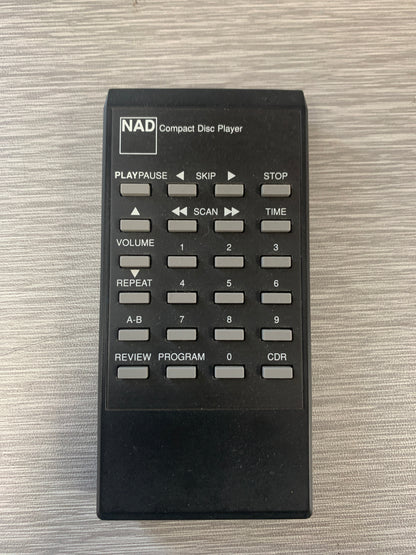 NAD Compact Disc Player
PLAYPAUSE ◀ SKIP ▶ STOP
▲ ◀◀ SCAN ▶▶ TIME
VOLUME 1 2 3
▼
REPEAT 4 5 6
A-B 7 8 9
REVIEW PROGRAM 0 CDR